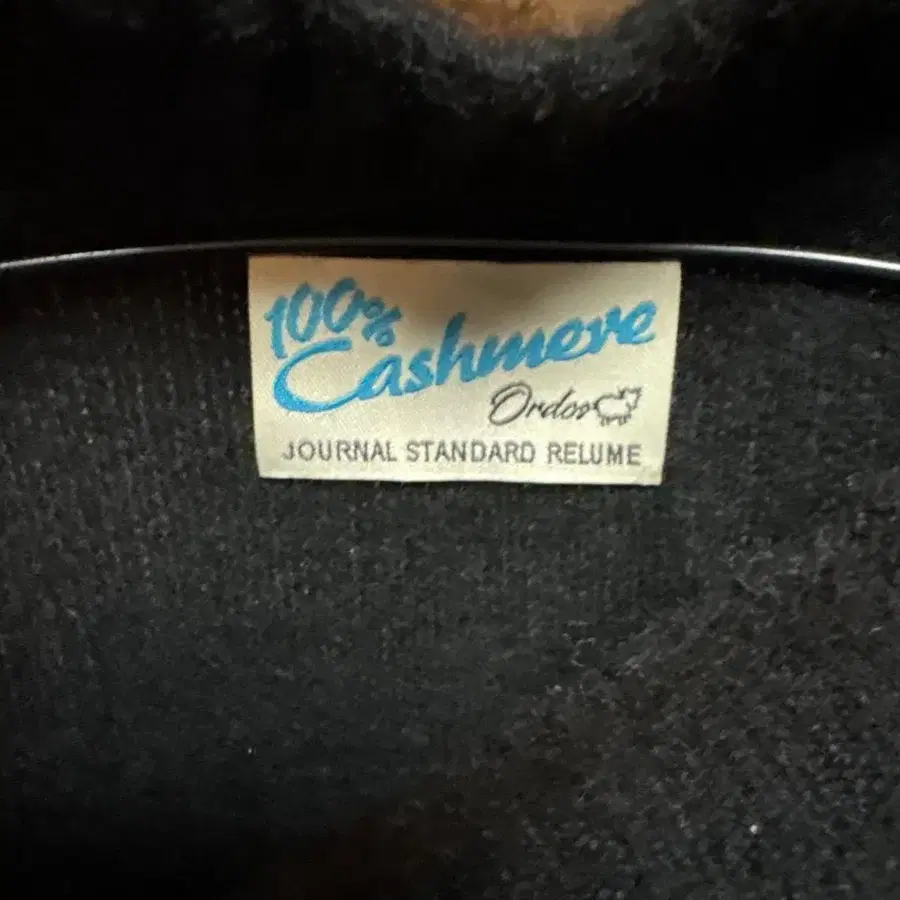 100%
Cashmere
Ordos
JOURNAL STANDARD RELUME